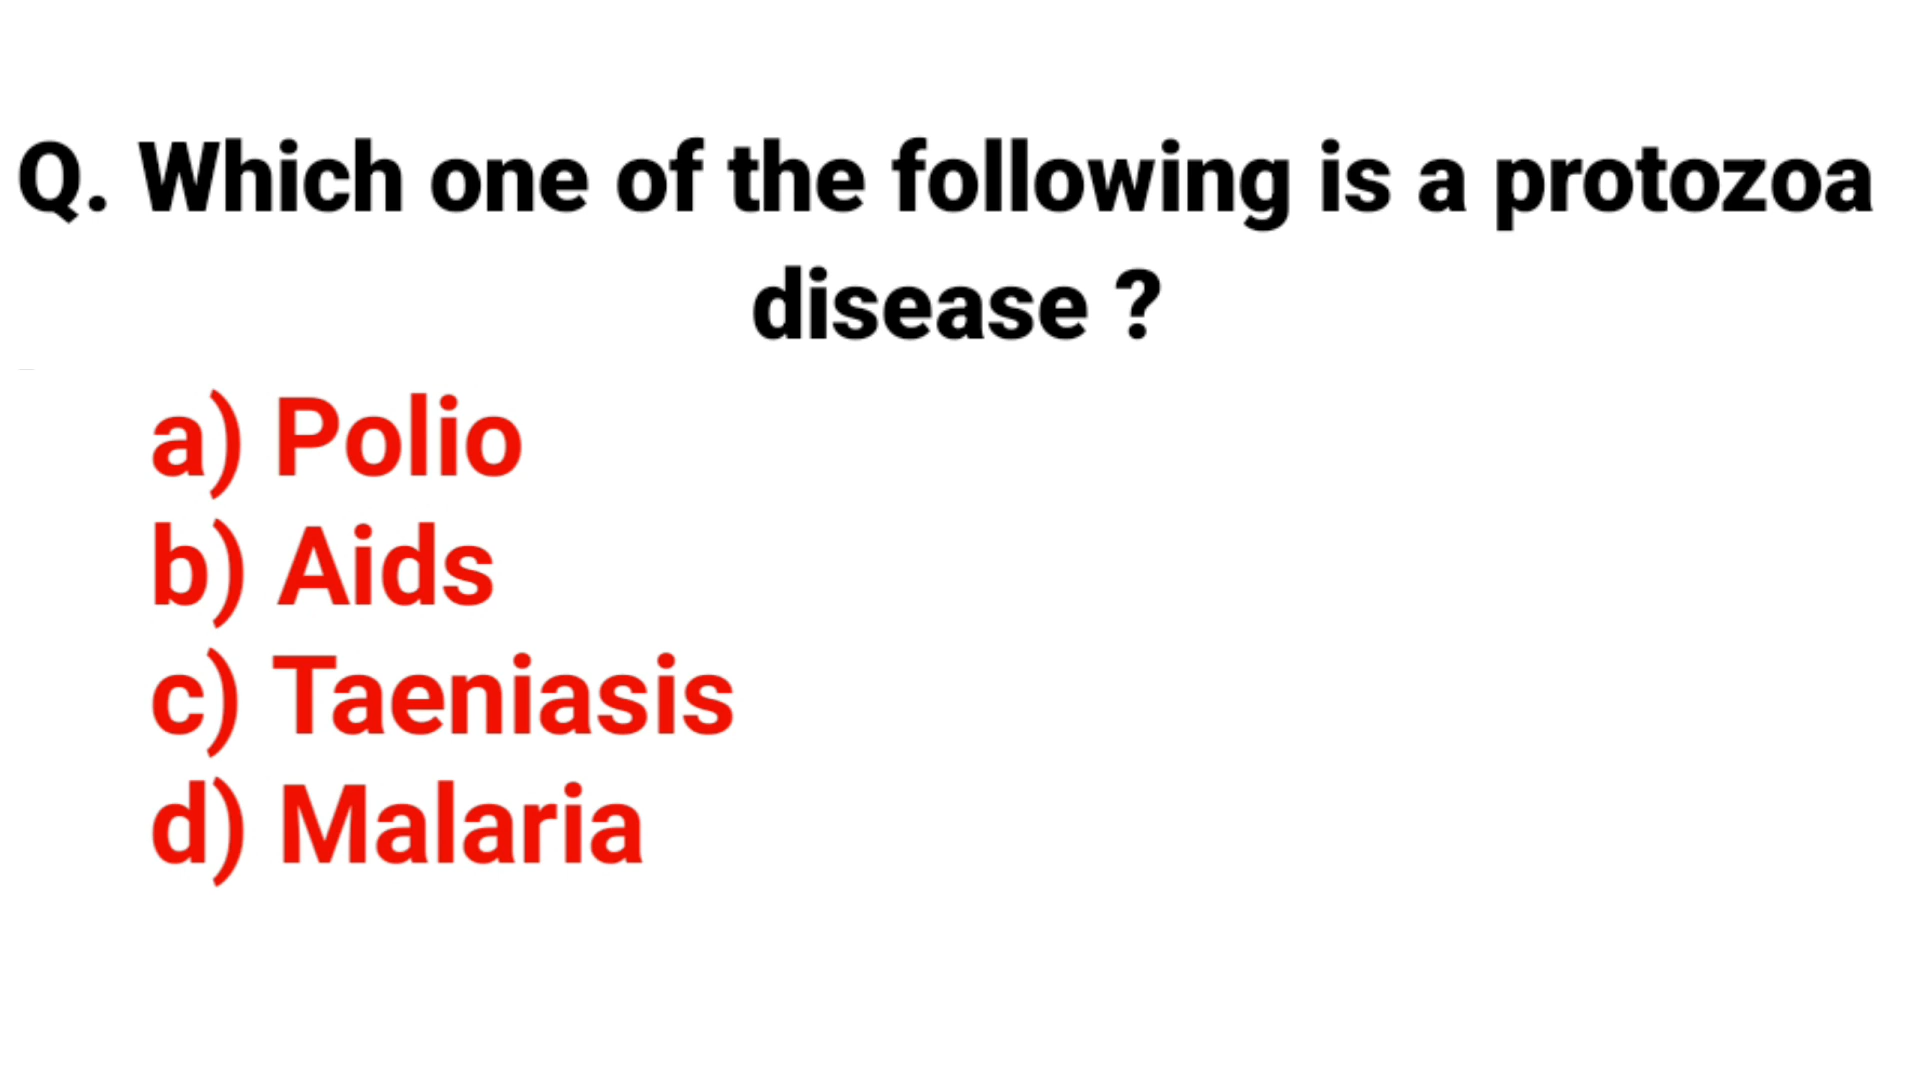 Q. Which one of the following is a protozoa
disease ?
a) Polio
b) Aids
c) Taeniasis
d) Malaria